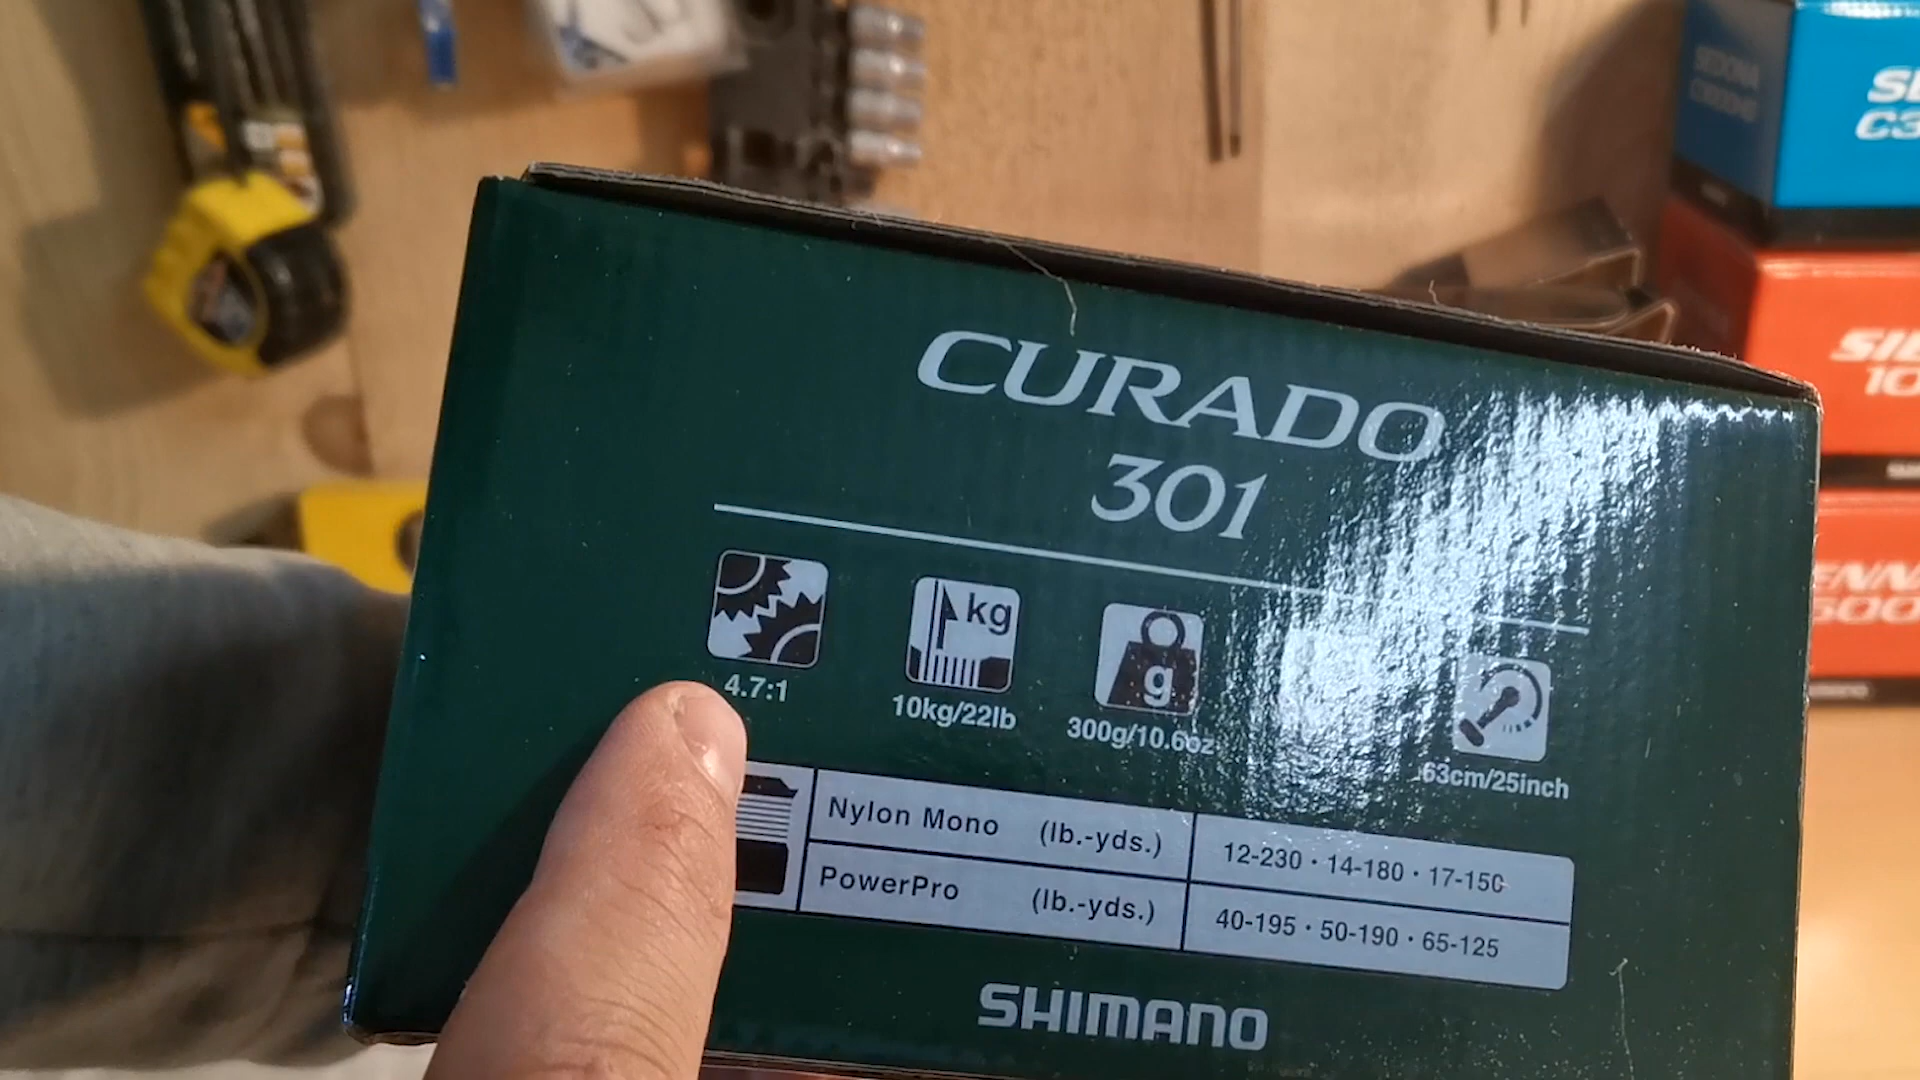 CURADO
301
kg
g
4.7:1
10kg/22lb
300g/10.6oz
63cm/25inch
Nylon Mono (lb.-yds.) 12-230 · 14-180 · 17-150
PowerPro (lb.-yds.) 40-195 · 50-190 · 65-125
SHIMANO